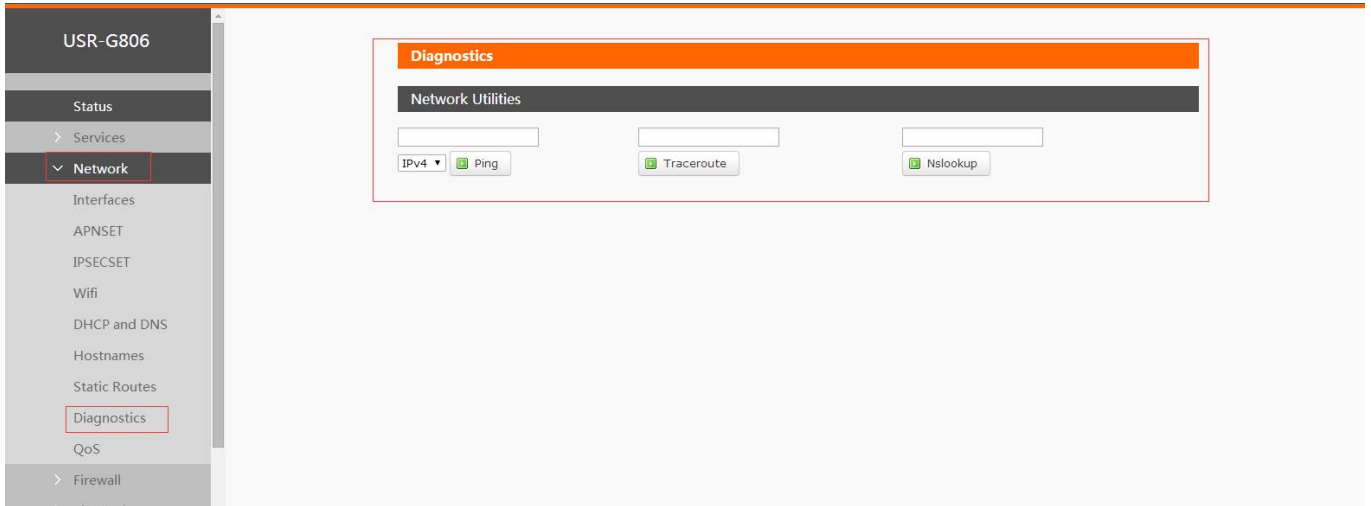 USR-G806
Status
Services
Network
Interfaces
APNSET
IPSECSET
Wifi
DHCP and DNS
Hostnames
Static Routes
Diagnostics
QoS
Firewall
Diagnostics
Network Utilities
IPv4 Ping Traceroute Nslookup